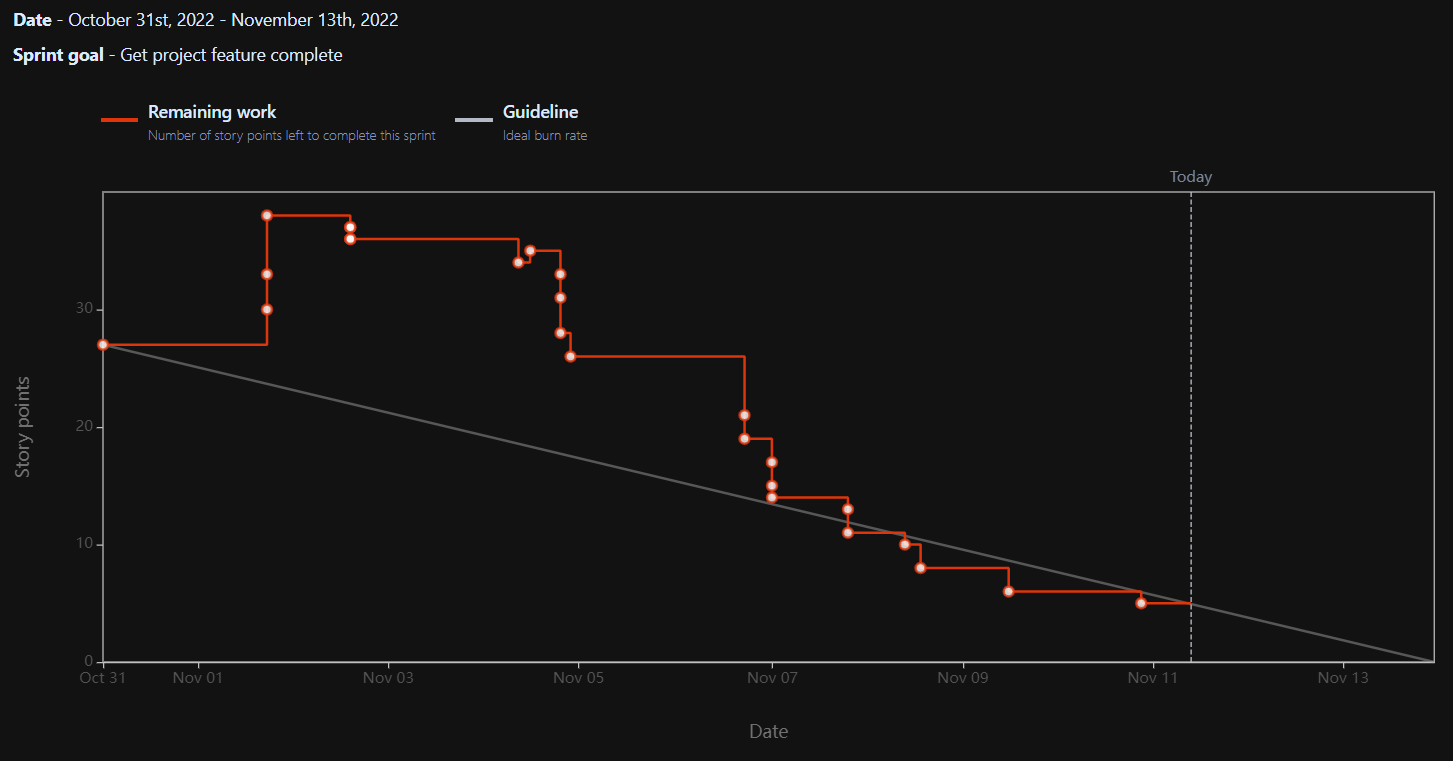 Date - October 31st, 2022 - November 13th, 2022
Sprint goal - Get project feature complete
Remaining work
Number of story points left to complete this sprint
Guideline
Ideal burn rate
Today
30
20
10
0
Story points
Oct 31 Nov 01 Nov 03 Nov 05 Nov 07 Nov 09 Nov 11 Nov 13
Date